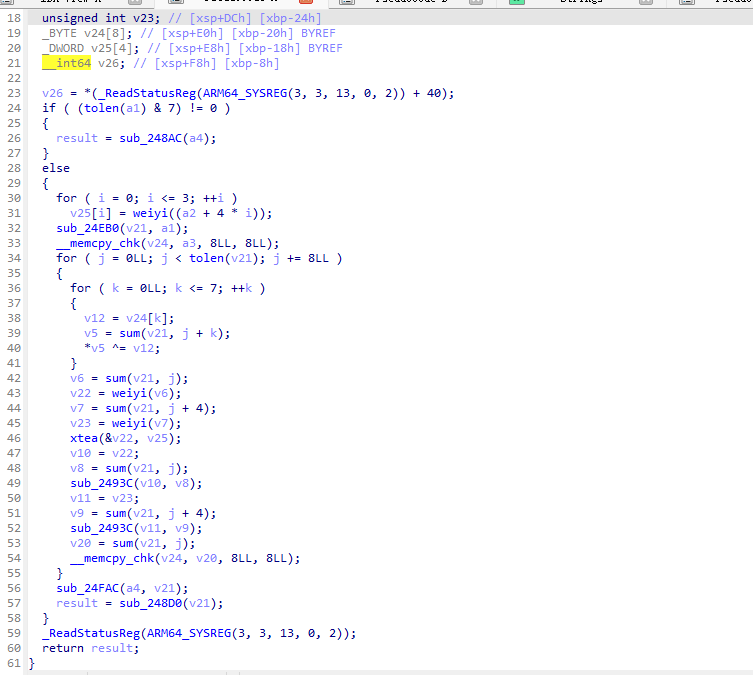 18 unsigned int v23; // [xsp+DCh] [xbp-24h]
19 _BYTE v24[8]; // [xsp+E0h] [xbp-20h] BYREF
20 _DWORD v25[4]; // [xsp+E8h] [xbp-18h] BYREF
21 __int64 v26; // [xsp+F8h] [xbp-8h]
22
23 v26 = *(_ReadStatusReg(ARM64_SYSREG(3, 3, 13, 0, 2)) + 40);
24 if ( (tolen(a1) & 7) != 0 )
25 {
26 result = sub_248AC(a4);
27 }
28 else
29 {
30 for ( i = 0; i <= 3; ++i )
31 v25[i] = weiyi((a2 + 4 * i));
32 sub_24EB0(v21, a1);
33 __memcpy_chk(v24, a3, 8LL, 8LL);
34 for ( j = 0LL; j < tolen(v21); j += 8LL )
35 {
36 for ( k = 0LL; k <= 7; ++k )
37 {
38 v12 = v24[k];
39 v5 = sum(v21, j + k);
40 *v5 ^= v12;
41 }
42 v6 = sum(v21, j);
43 v22 = weiyi(v6);
44 v7 = sum(v21, j + 4);
45 v23 = weiyi(v7);
46 xtea(&v22, v25);
47 v10 = v22;
48 v8 = sum(v21, j);
49 sub_2493C(v10, v8);
50 v11 = v23;
51 v9 = sum(v21, j + 4);
52 sub_2493C(v11, v9);
53 v20 = sum(v21, j);
54 __memcpy_chk(v24, v20, 8LL, 8LL);
55 }
56 sub_24FAC(a4, v21);
57 result = sub_248D0(v21);
58 }
59 _ReadStatusReg(ARM64_SYSREG(3, 3, 13, 0, 2));
60 return result;
61 }